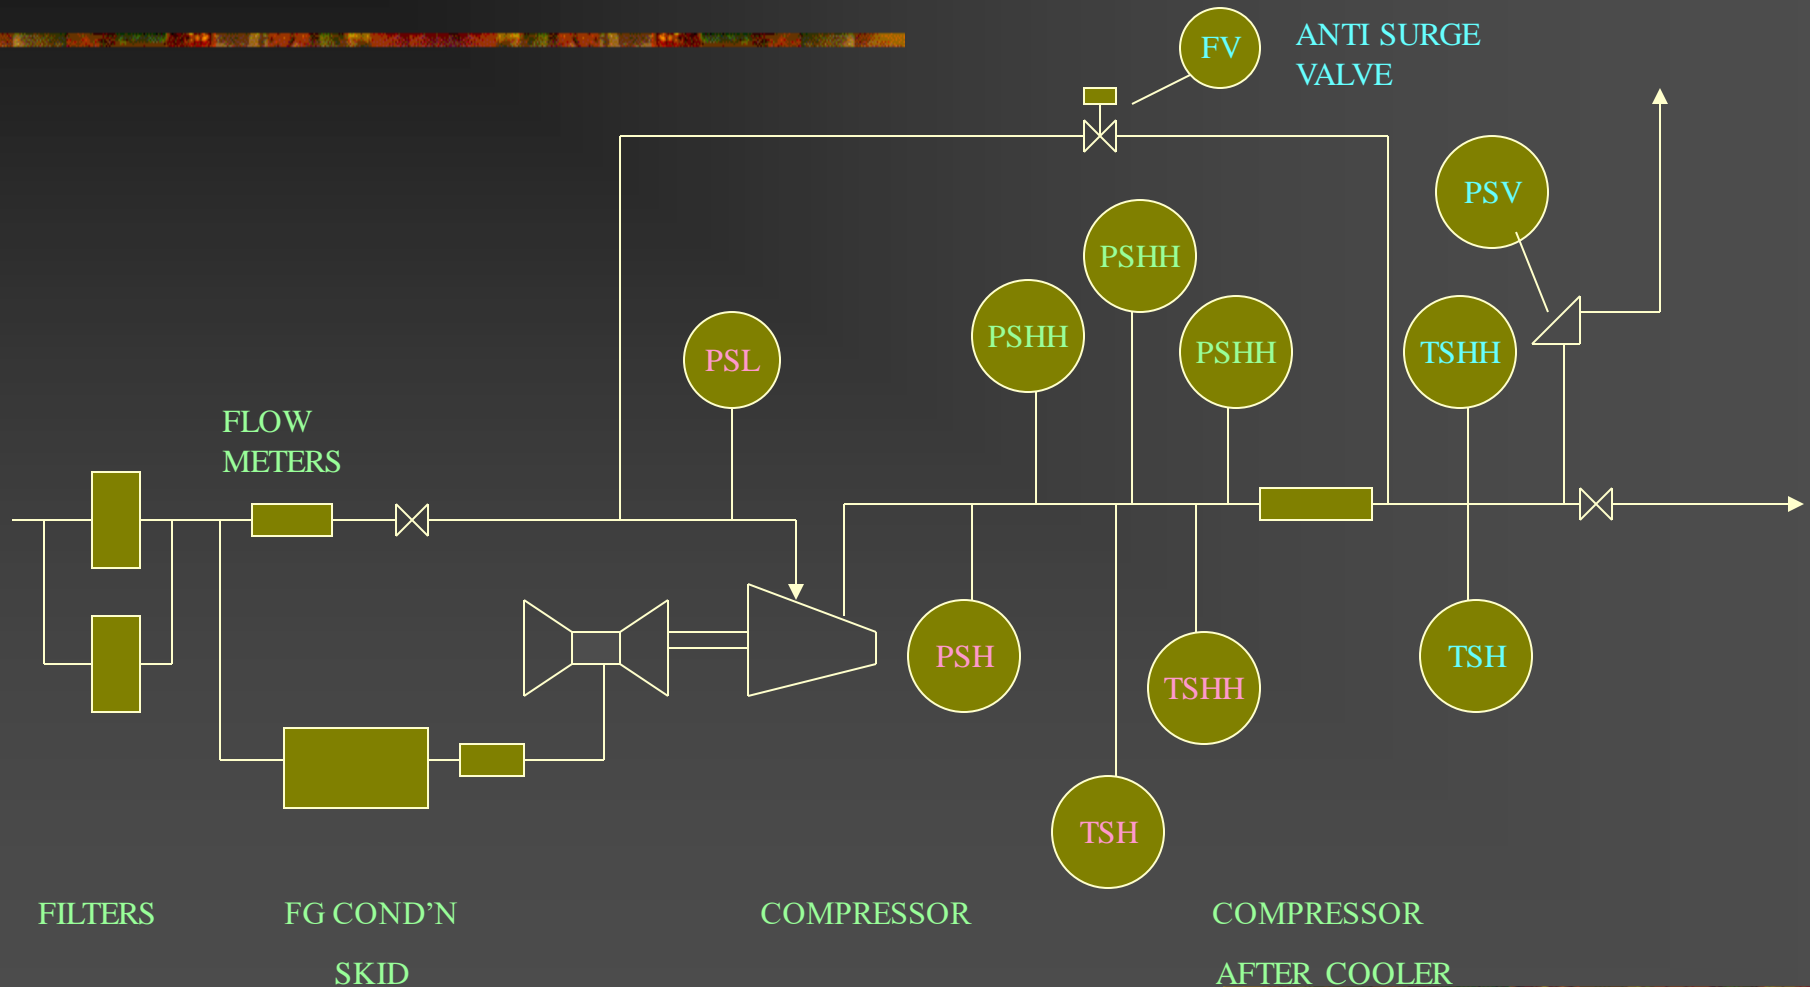 FV
ANTI SURGE
VALVE
PSV
PSHH
PSHH
PSHH
TSHH
PSL
FLOW
METERS
PSH
TSHH
TSH
TSH
FILTERS
FG COND’N
SKID
COMPRESSOR
COMPRESSOR
AFTER COOLER